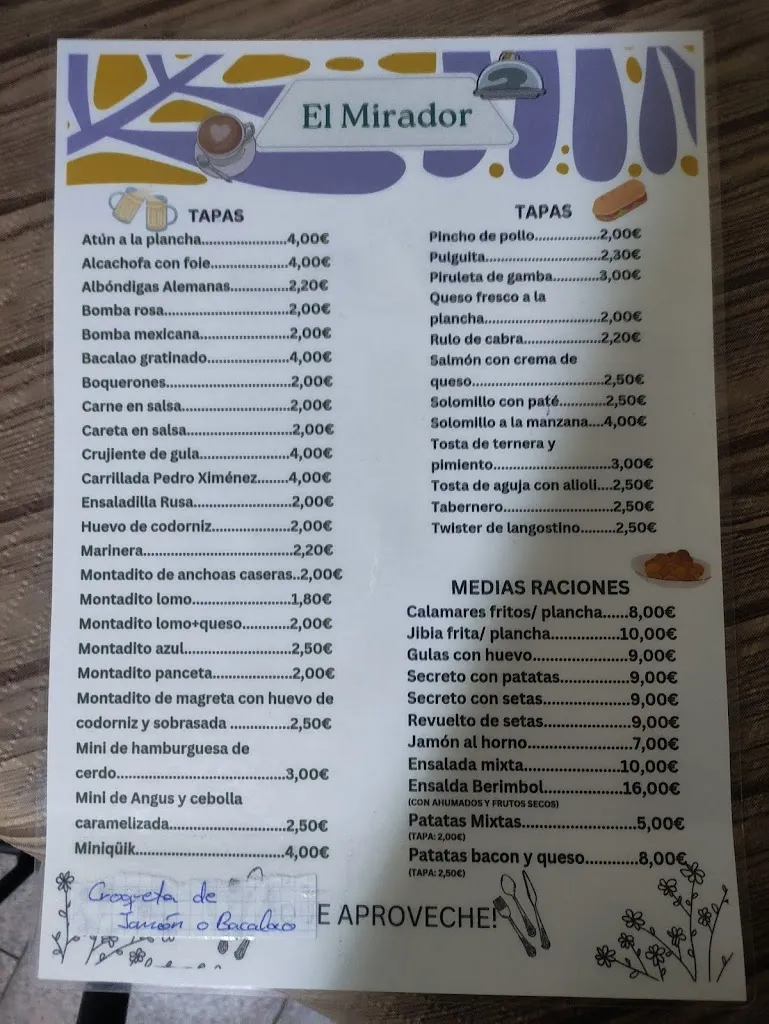 El Mirador
TAPAS
Atún a la plancha.......................4,00€
Alcachofa con foie....................4,00€
Albóndigas Alemanas...............2,20€
Bomba rosa..................................2,00€
Bomba mexicana........................2,00€
Bacalao gratinado......................4,00€
Boquerones..................................2,00€
Carne en salsa.............................2,00€
Careta en salsa............................2,00€
Crujiente de gula.........................4,00€
Carrillada Pedro Ximénez........4,00€
Ensaladilla Rusa..........................2,00€
Huevo de codorniz.....................2,00€
Marinera........................................2,20€
Montadito de anchoas caseras..2,00€
Montadito lomo..........................1,80€
Montadito lomo+queso.............2,00€
Montadito azul............................2,50€
Montadito panceta.....................2,00€
Montadito de magreta con huevo de
codorniz y sobrasada ................2,50€
Mini de hamburguesa de
cerdo..............................................3,00€
Mini de Angus y cebolla
caramelizada................................2,50€
Miniqüik.........................................4,00€
TAPAS
Pincho de pollo..................2,00€
Pulguita................................2,30€
Piruleta de gamba..............3,00€
Queso fresco a la
plancha................................2,00€
Rulo de cabra......................2,20€
Salmón con crema de
queso....................................2,50€
Solomillo con paté.............2,50€
Solomillo a la manzana....4,00€
Tosta de ternera y
pimiento................................3,00€
Tosta de aguja con alioli....2,50€
Tabernero..............................2,50€
Twister de langostino.........2,50€
MEDIAS RACIONES
Calamares fritos/ plancha......8,00€
Jibia frita/ plancha..................10,00€
Gulas con huevo.......................9,00€
Secreto con patatas.................9,00€
Secreto con setas.....................9,00€
Revuelto de setas.....................9,00€
Jamón al horno.........................7,00€
Ensalada mixta........................10,00€
Ensalda Berimbol....................16,00€
(CON AHUMADOS Y FRUTOS SECOS)
Patatas Mixtas...........................5,00€
(TAPA: 2,00€)
Patatas bacon y queso............8,00€
(TAPA: 2,50€)
Croqueta de
Jamón o Bacalao
E APROVECHE!